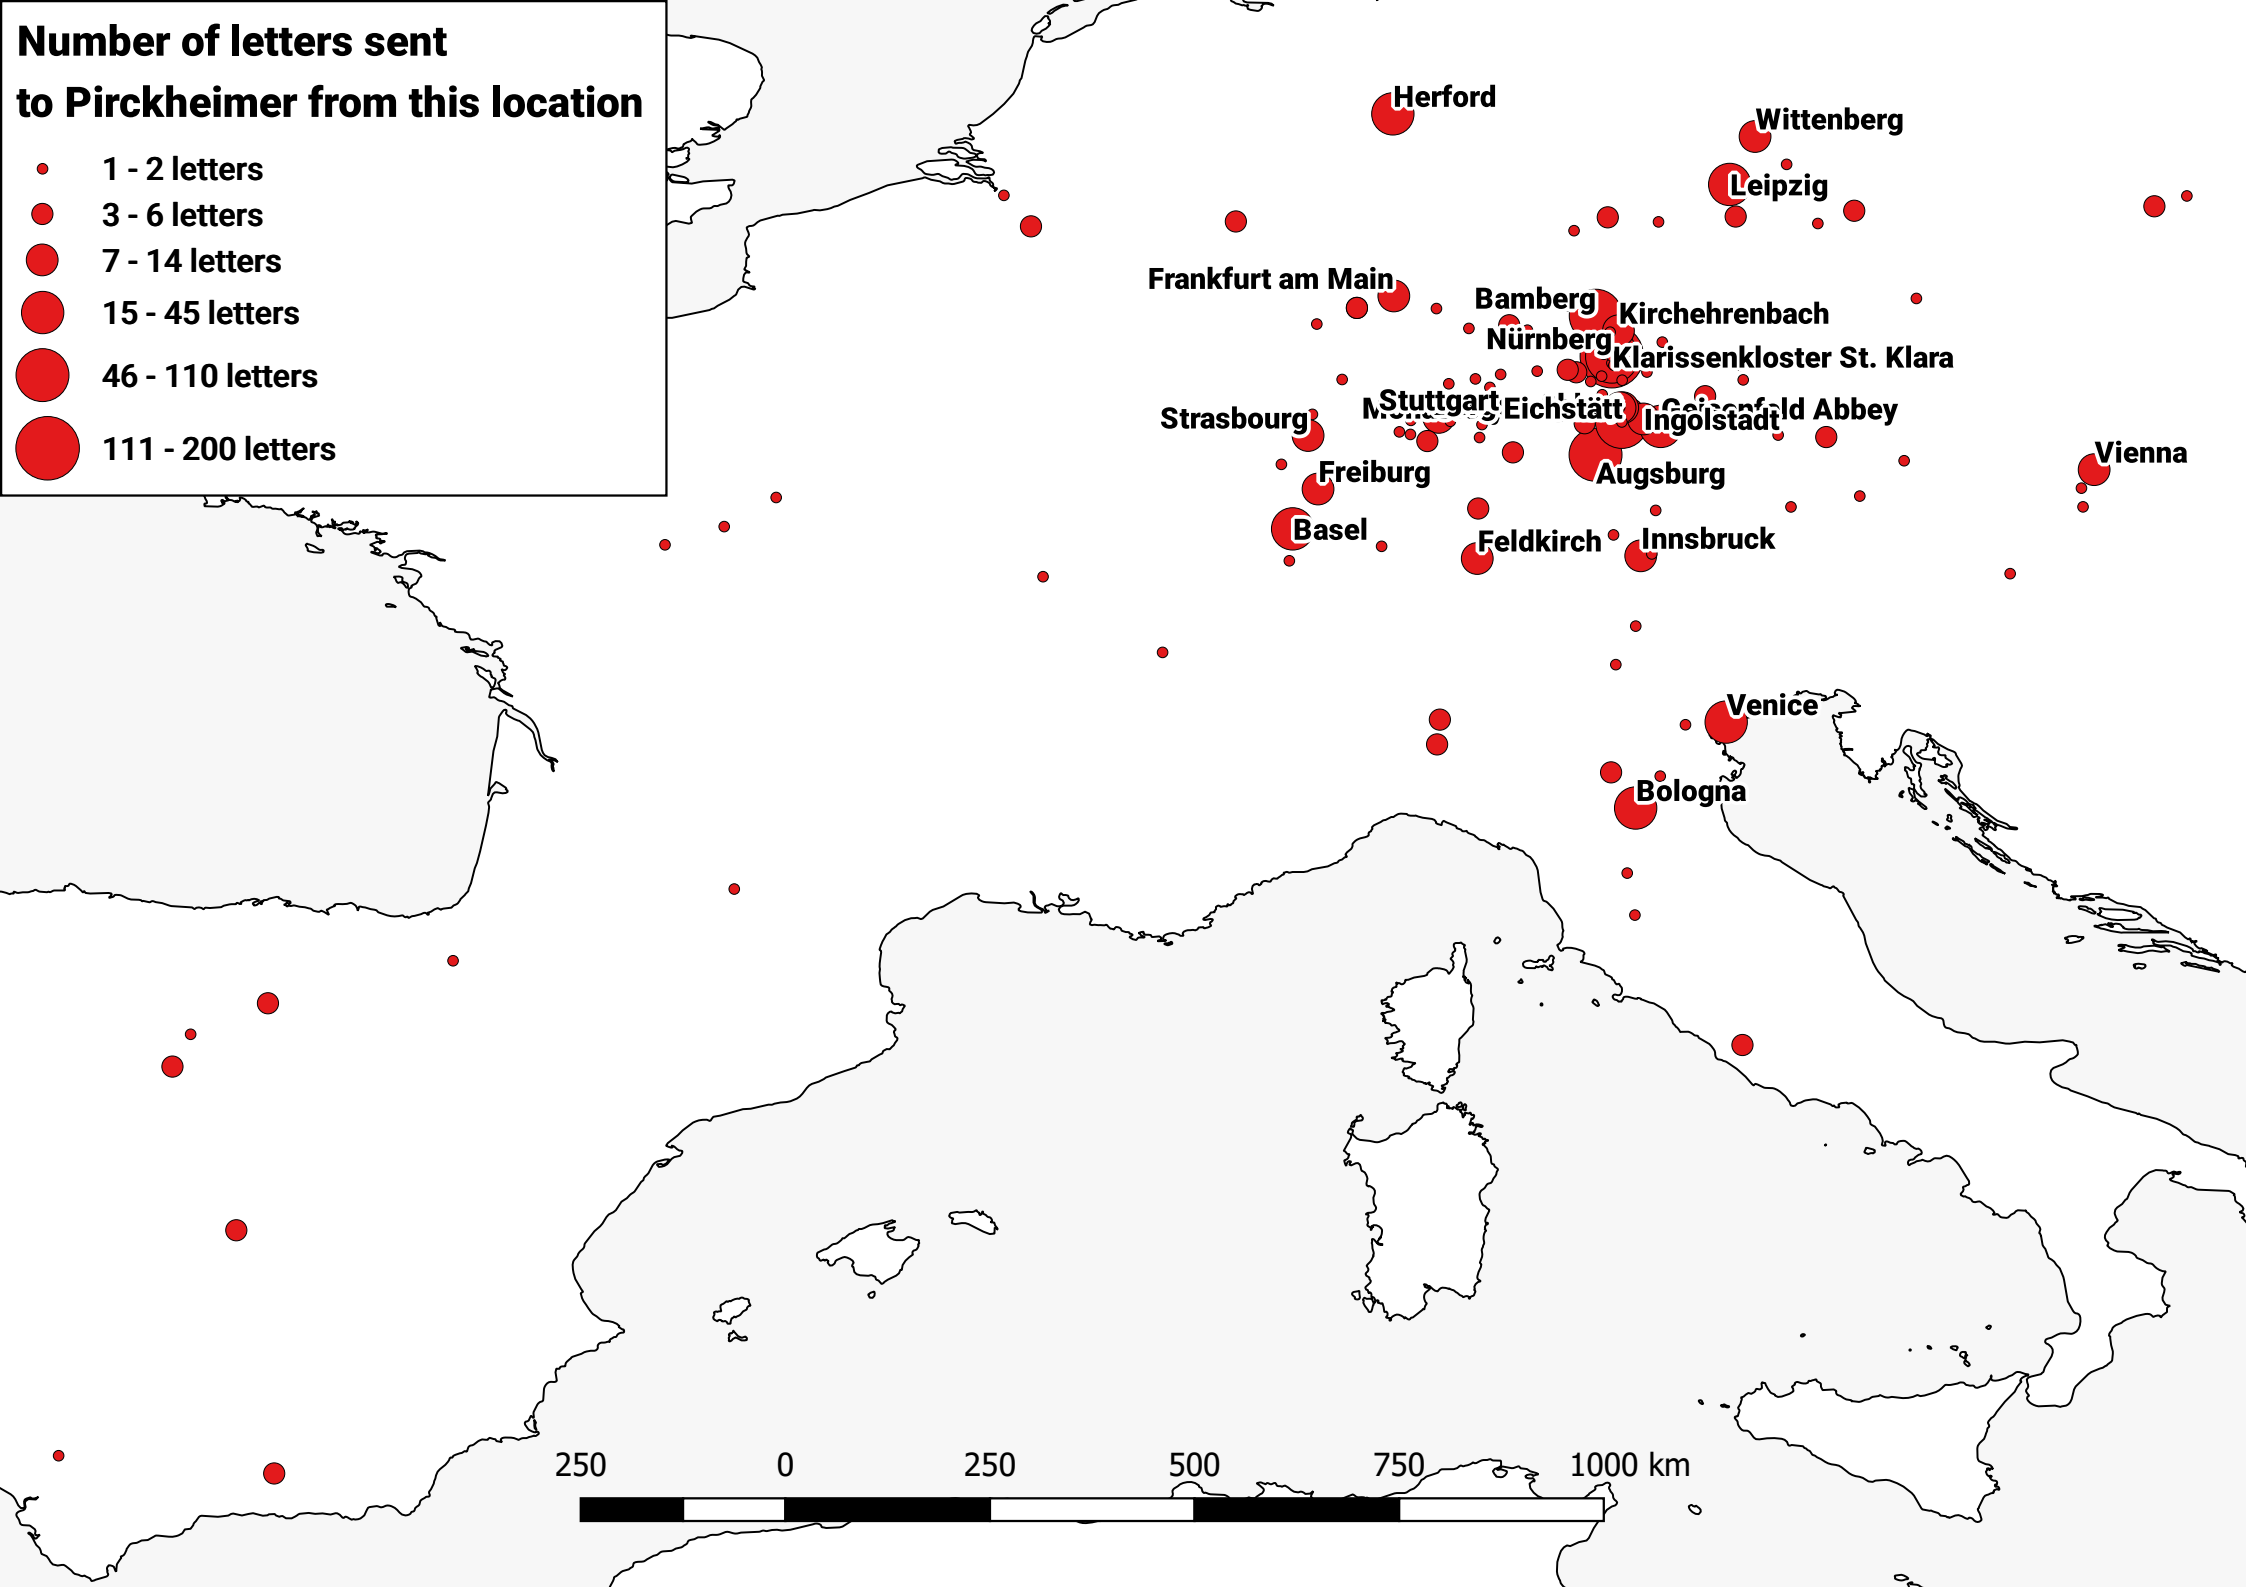 Number of letters sent
to Pirckheimer from this location
1 - 2 letters
3 - 6 letters
7 - 14 letters
15 - 45 letters
46 - 110 letters
111 - 200 letters
Herford
Wittenberg
Leipzig
Frankfurt am Main
Bamberg
Kirchehrenbach
Nürnberg
Klarissenkloster St. Klara
Stuttgart
Eichstätt
Geisenfeld Abbey
Strasbourg
Ingolstadt
Vienna
Freiburg
Augsburg
Basel
Feldkirch
Innsbruck
Venice
Bologna
250 0 250 500 750 1000 km